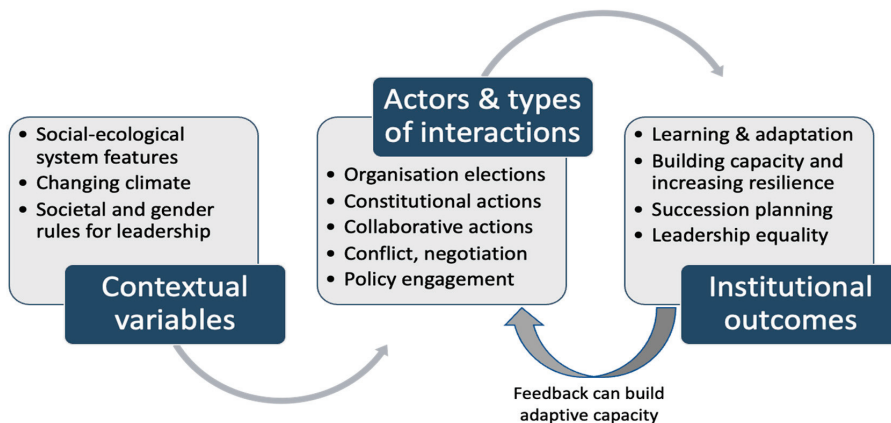 • Social-ecological
system features
• Changing climate
• Societal and gender
rules for leadership
Contextual
variables
Actors & types
of interactions
• Organisation elections
• Constitutional actions
• Collaborative actions
• Conflict, negotiation
• Policy engagement
• Learning & adaptation
• Building capacity and
increasing resilience
• Succession planning
• Leadership equality
Institutional
outcomes
Feedback can build
adaptive capacity